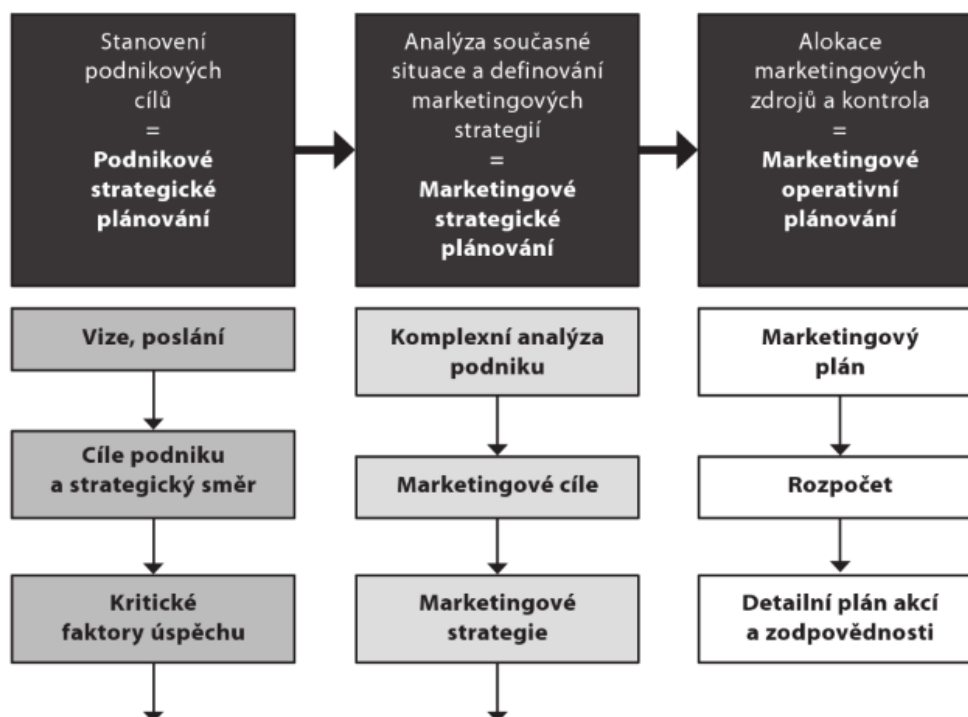 Stanovení
podnikových
cílů
=
Podnikové
strategické
plánování
Analýza současné
situace a definování
marketingových
strategií
=
Marketingové
strategické
plánování
Alokace
marketingových
zdrojů a kontrola
=
Marketingové
operativní
plánování
Vize, poslání
Cíle podniku
a strategický směr
Kritické
faktory úspěchu
Komplexní analýza
podniku
Marketingové cíle
Marketingové
strategie
Marketingový
plán
Rozpočet
Detailní plán akcí
a zodpovědnosti